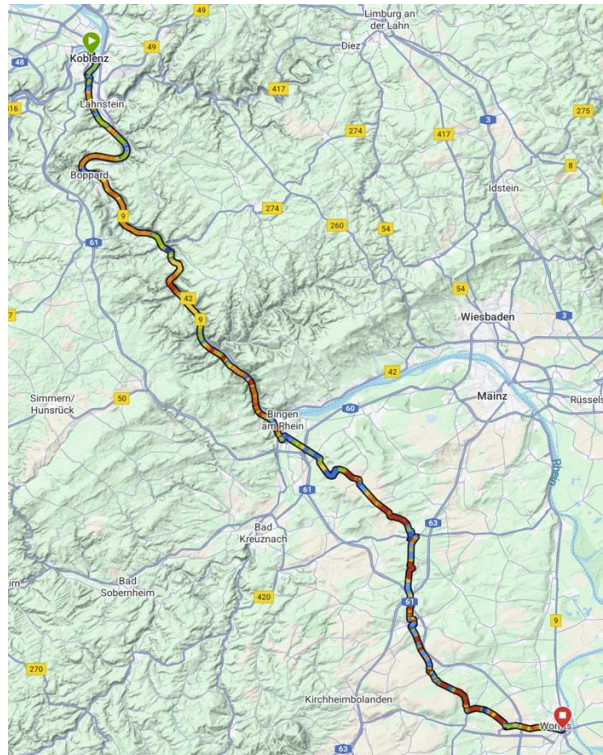 49
Limburg an
der Lahn
Koblenz
49
Diez
48
417
Lahnstein
3
275
274
417
8
Boppard
Idstein
9
274
260
61
54
42
54
9
Wiesbaden
3
42
Simmern/
Hunsrück
50
60
Mainz
Bingen
am Rhein
Rhein
61
63
Bad
Kreuznach
Bad
Sobernheim
420
61
9
270
Kirchheimbolanden
63